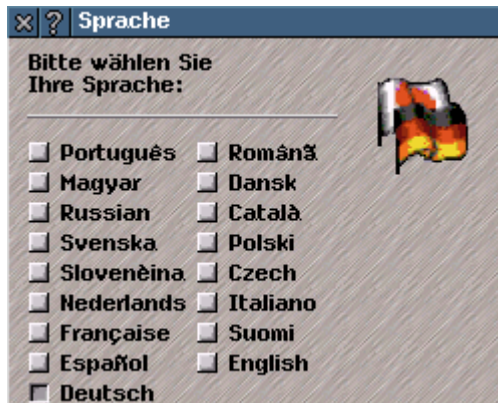 Sprache
Bitte wählen Sie
Ihre Sprache:
Português Român%
Magyar Dansk
Russian Català
Svenska Polski
Slovenèina Czech
Nederlands Italiano
Française Suomi
Español English
Deutsch